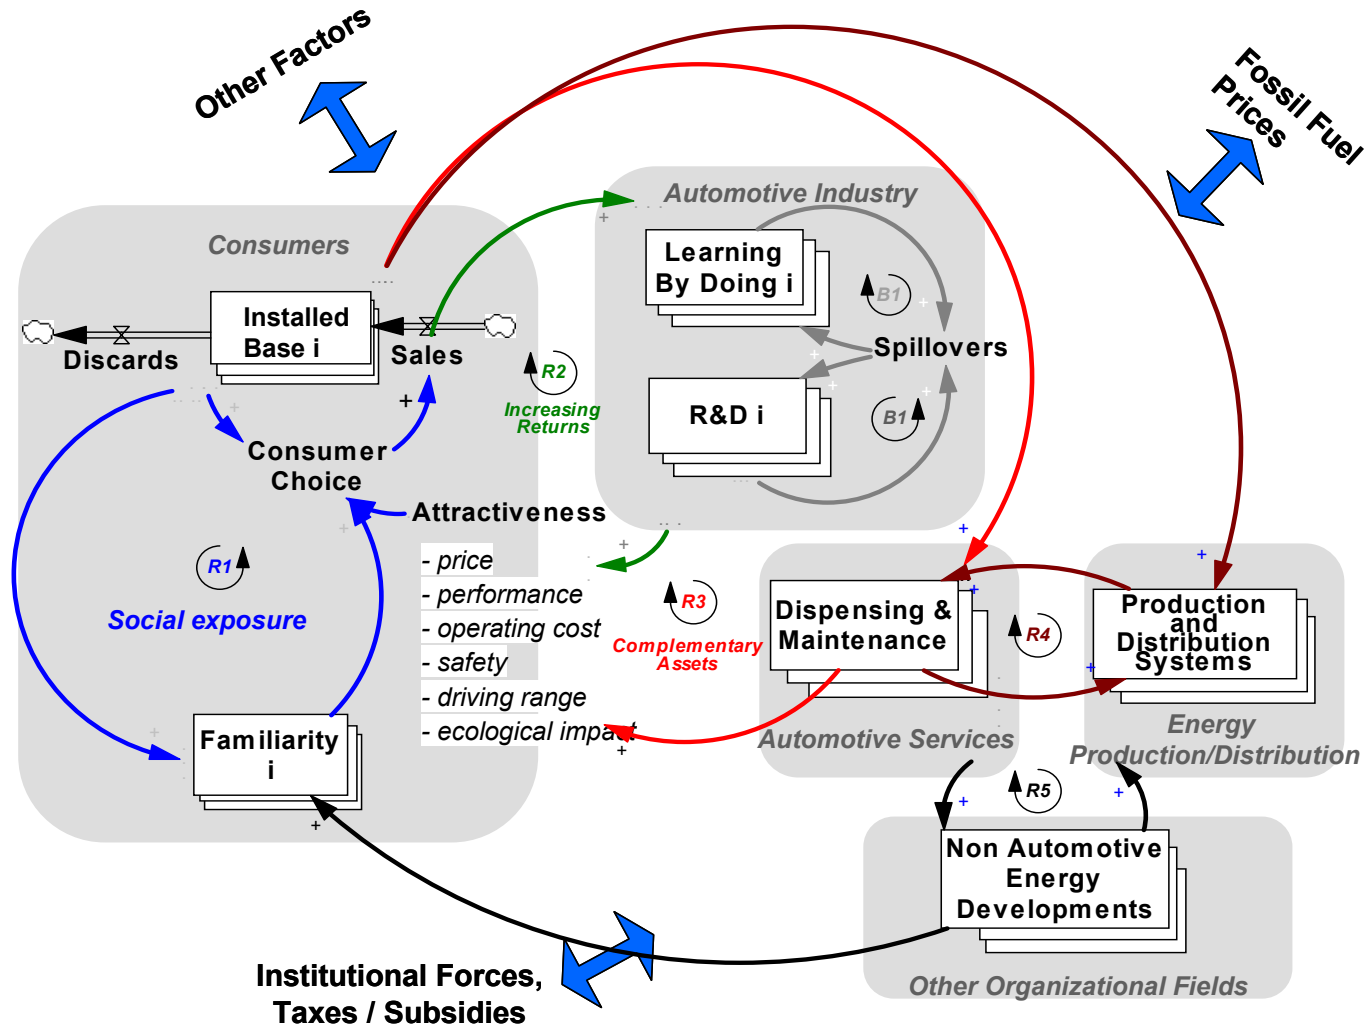 Other Factors
Fossil Fuel
Prices
Consumers
Automotive Industry
Installed
Base i
Discards
Sales
+
+
+
R2
Increasing
Returns
Learning
By Doing i
B1
+
Spillovers
+
+
R&D i
B1
Consumer
Choice
Attractiveness
+
+
R1
Social exposure
- price
- performance
- operating cost
- safety
- driving range
- ecological impact
+
R3
Complementary
Assets
+
+
Dispensing &
Maintenance
R4
+
+
Production
and
Distribution
Systems
Automotive Services
Energy
Production/Distribution
+
Familiarity
i
+
+
R5
+
+
Non Automotive
Energy
Developments
Other Organizational Fields
Institutional Forces,
Taxes / Subsidies